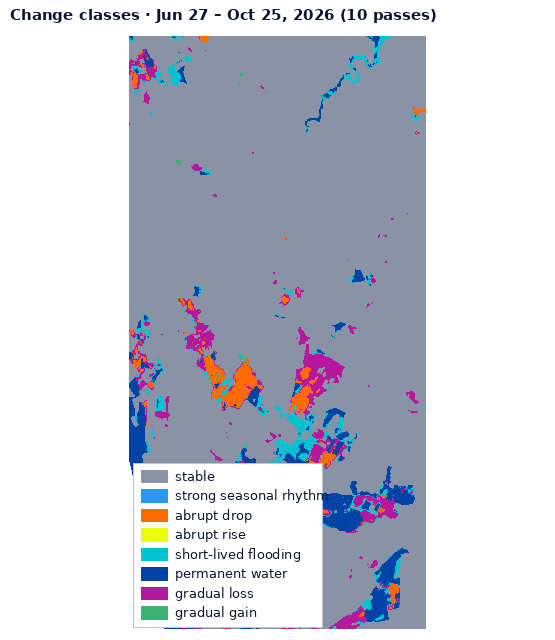 Change classes · Jun 27 – Oct 25, 2026 (10 passes)
stable
strong seasonal rhythm
abrupt drop
abrupt rise
short-lived flooding
permanent water
gradual loss
gradual gain